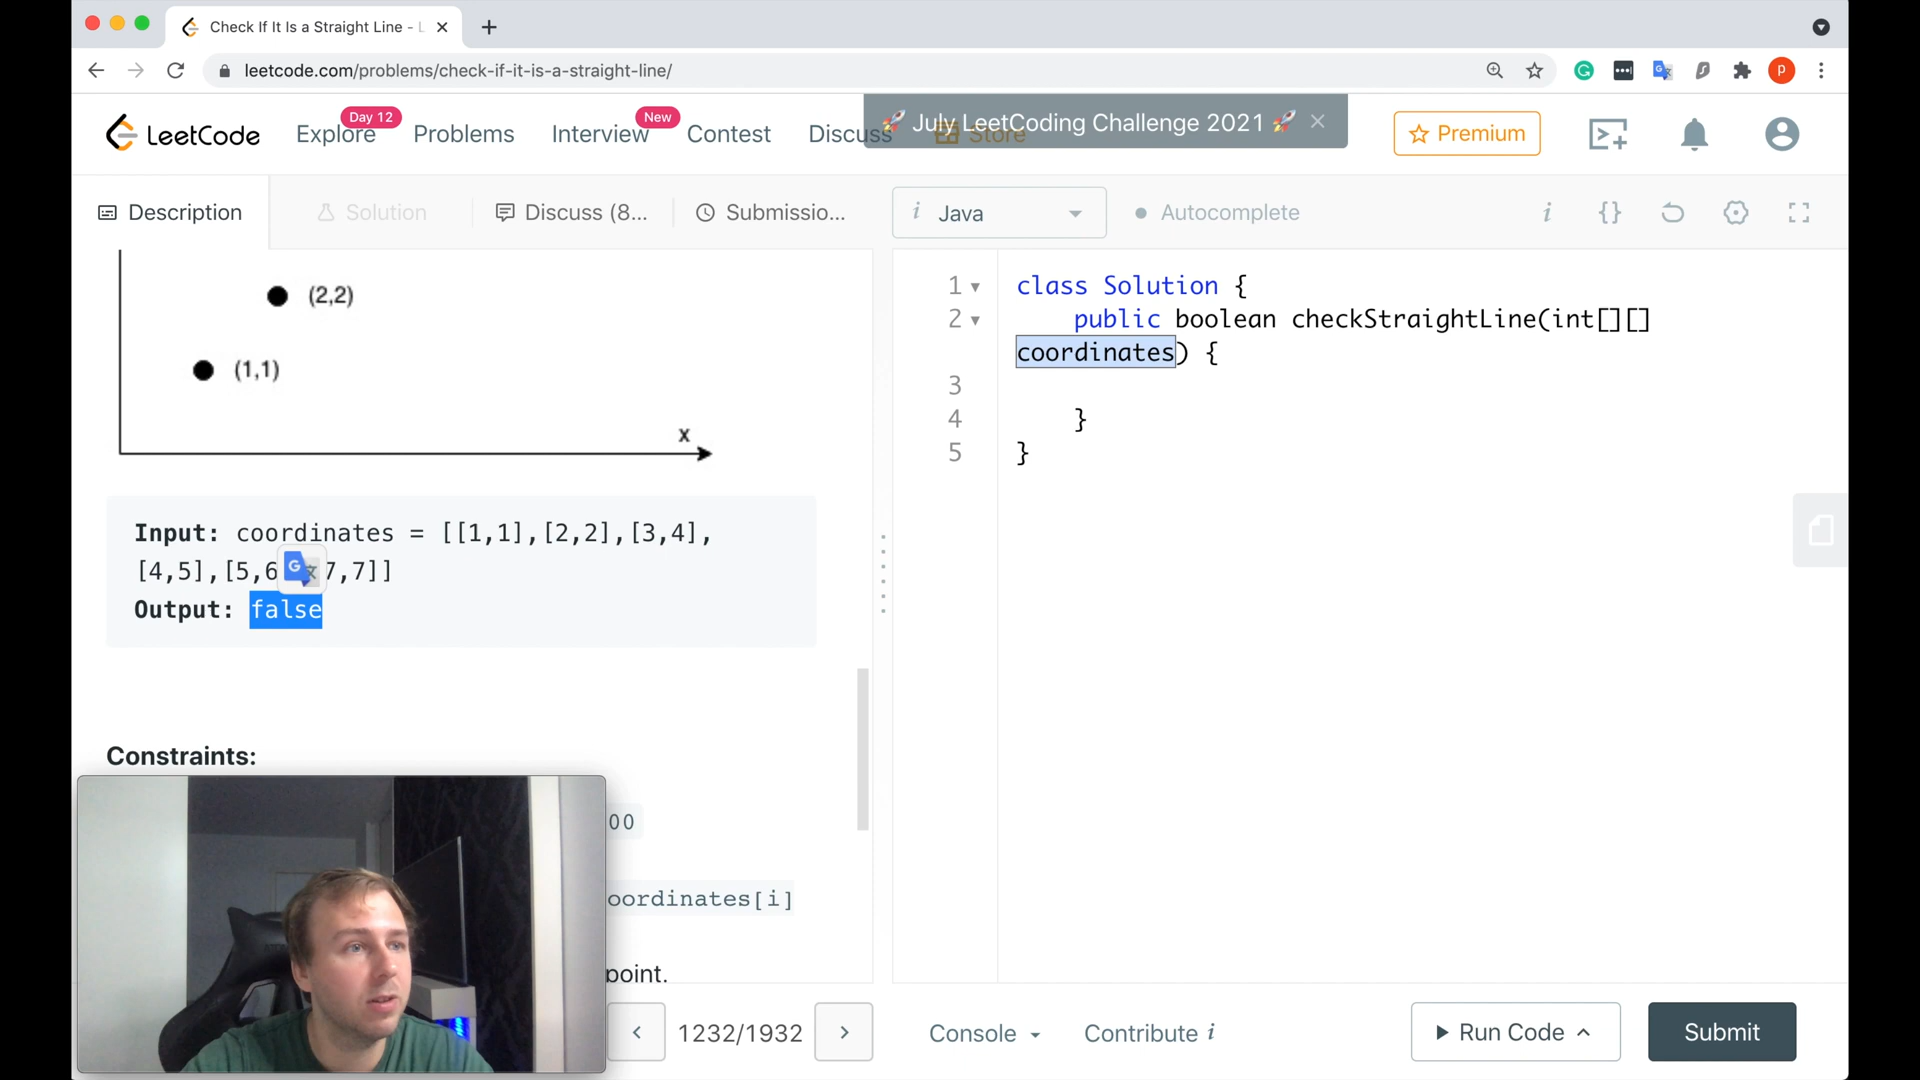 Check If It Is a Straight Line - L
leetcode.com/problems/check-if-it-is-a-straight-line/
P
LeetCode
Explore
Day 12
Problems
Interview
New
Contest
Discuss
Store
🚀 July LeetCoding Challenge 2021 🚀
Premium
Description
Solution
Discuss (8...
Submissio...
i Java
Autocomplete
(2,2)
(1,1)
x
Input: coordinates = [[1,1],[2,2],[3,4],
[4,5],[5,6 7,7]]
Output: false
Constraints:
00
oordinates[i]
point.
1 class Solution {
2 public boolean checkStraightLine(int[][]
coordinates) {
3
4 }
5 }
1232/1932
Console
Contribute i
Run Code
Submit